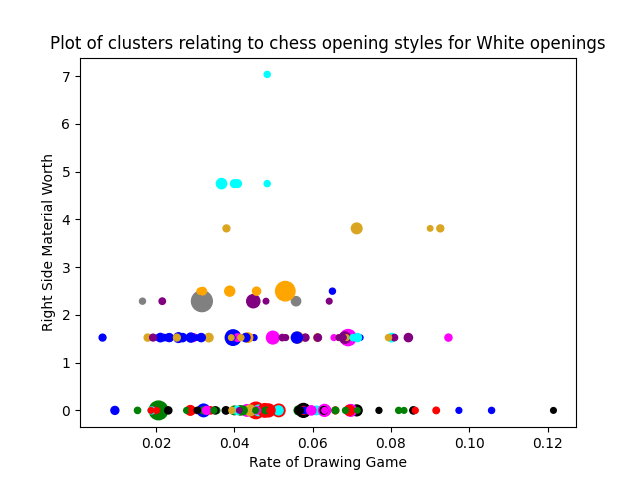 Plot of clusters relating to chess opening styles for White openings
7
6
5
4
3
2
1
0
Right Side Material Worth
0.02 0.04 0.06 0.08 0.10 0.12
Rate of Drawing Game